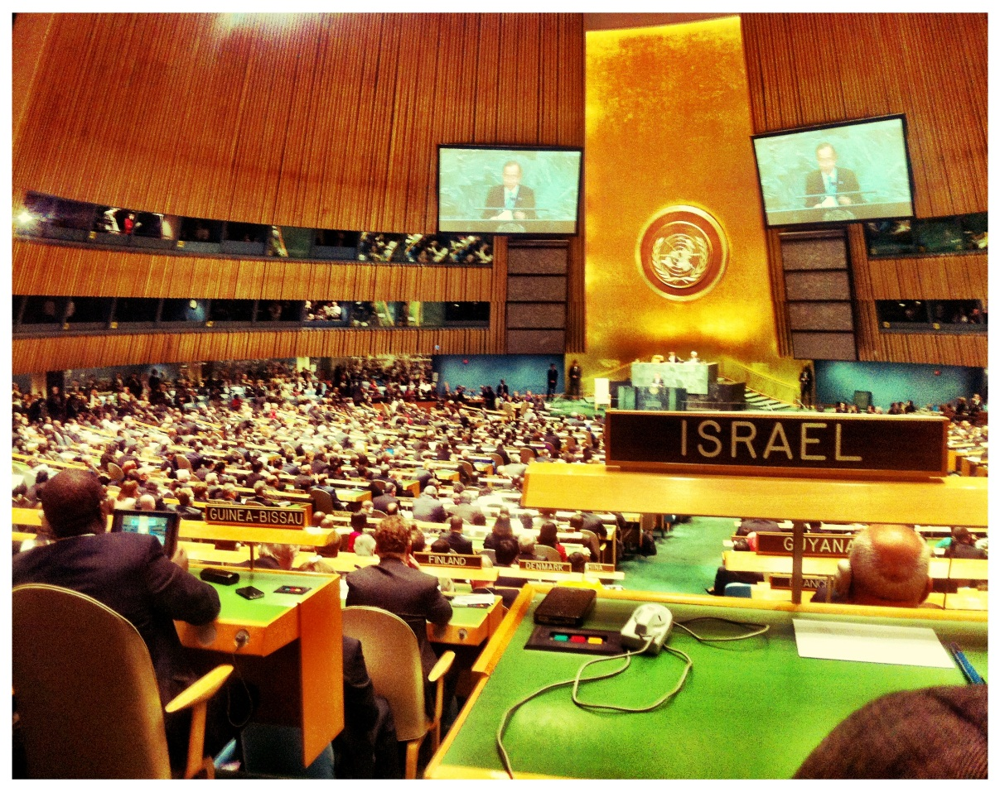 ISRAEL
GUINEA-BISSAU
GUYANA
FINLAND
DENMARK